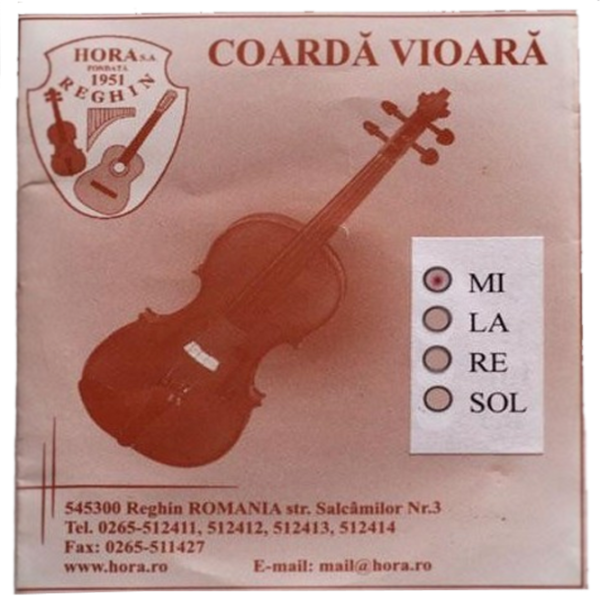 HORA S.A.
FONDATĂ
1951
REGHIN
COARDĂ VIOARĂ
MI
LA
RE
SOL
545300 Reghin ROMANIA str. Salcâmilor Nr.3
Tel. 0265-512411, 512412, 512413, 512414
Fax: 0265-511427
www.hora.ro E-mail: mail@hora.ro